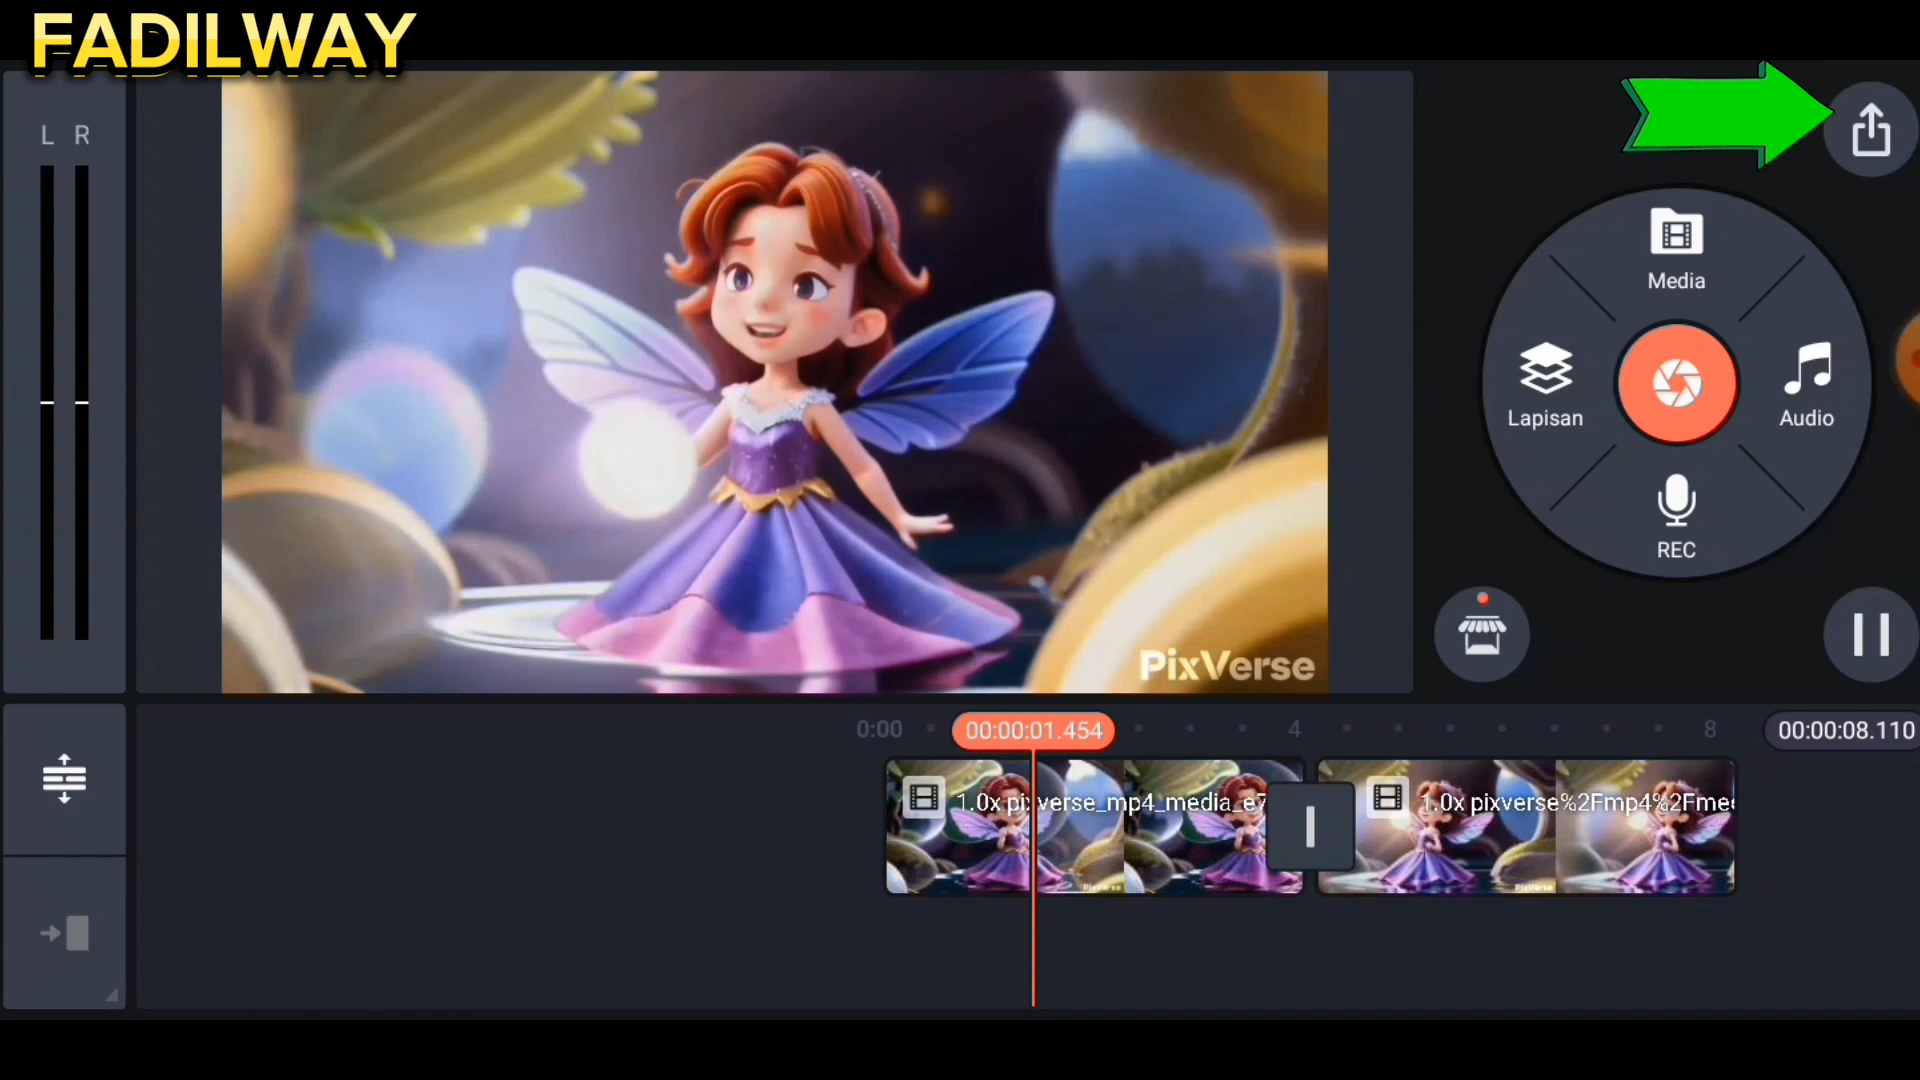 FADILWAY
L R
Media
Lapisan
Audio
REC
PixVerse
0:00
00:00:01.454
4
8
00:00:08.110
1.0x pixverse_mp4_media_e7
1.0x pixverse%2Fmp4%2Fme